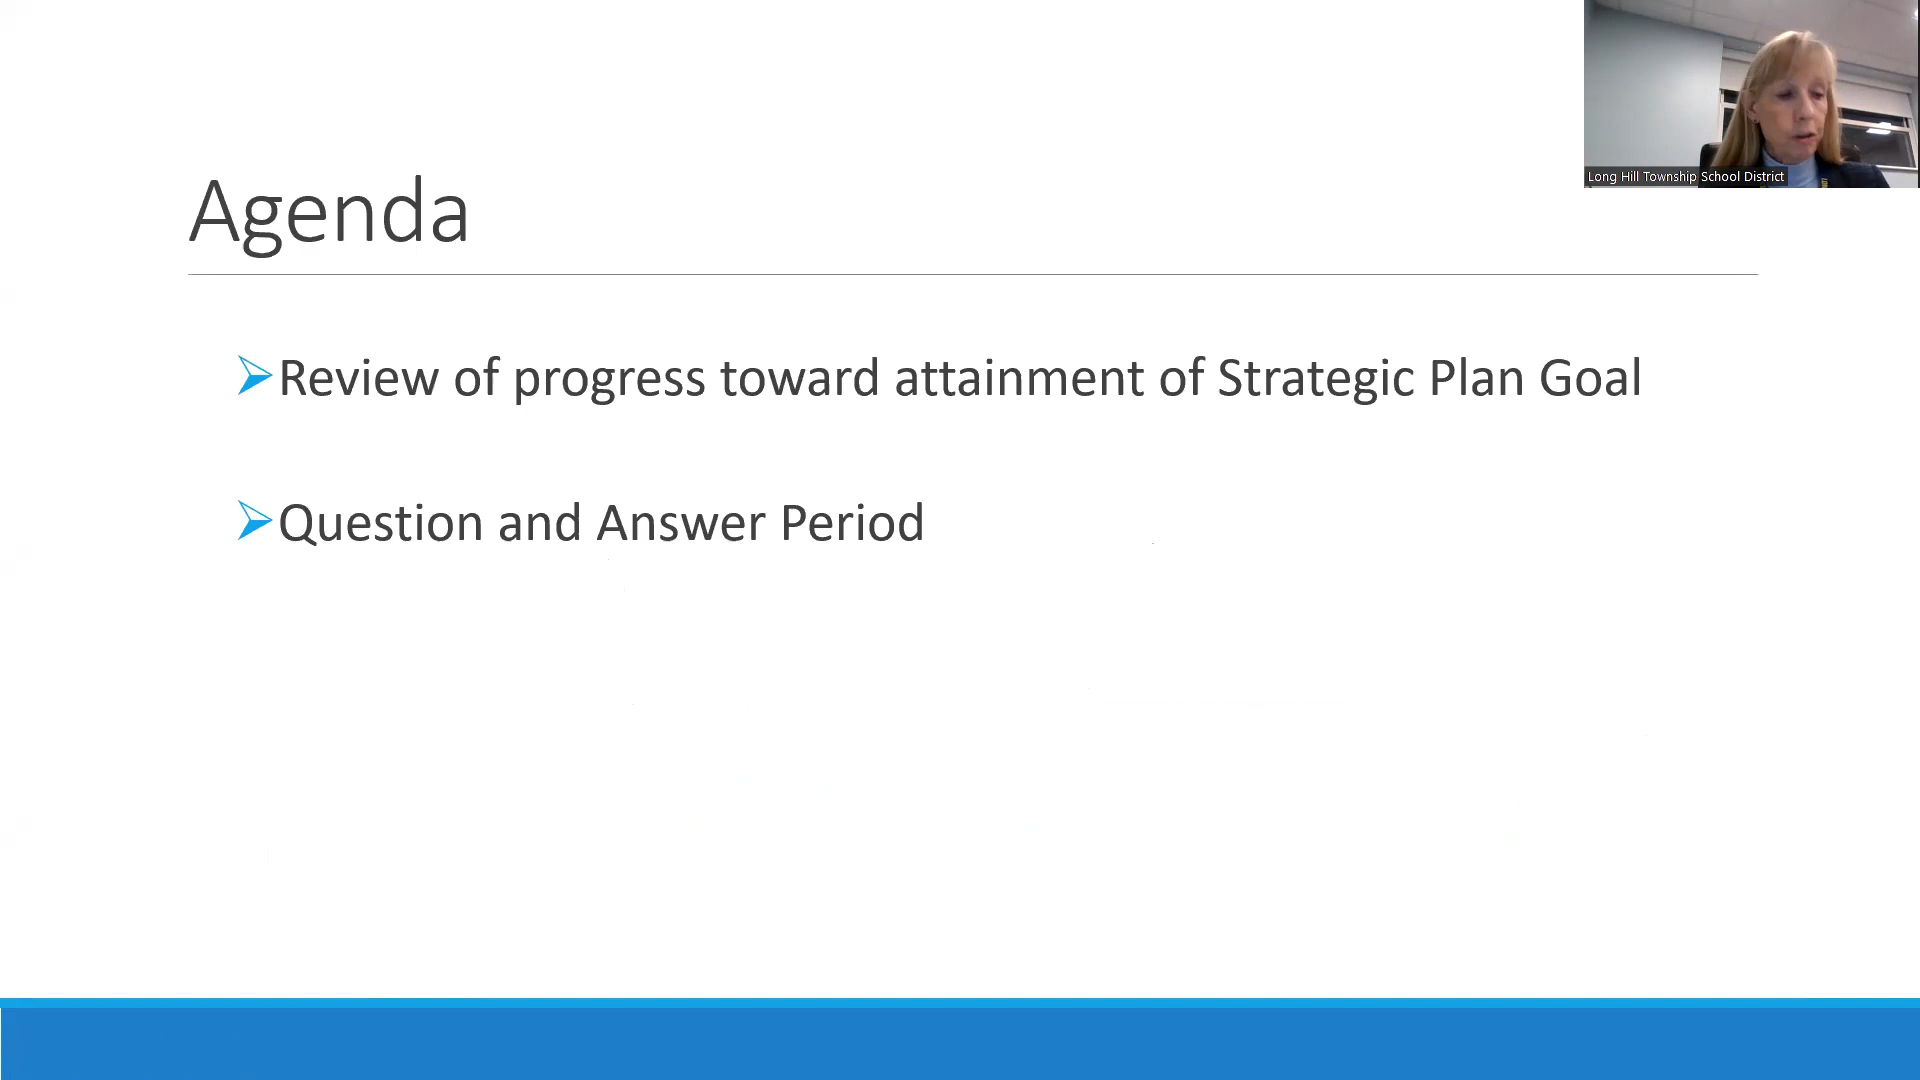 Long Hill Township School District
Agenda
Review of progress toward attainment of Strategic Plan Goal
Question and Answer Period